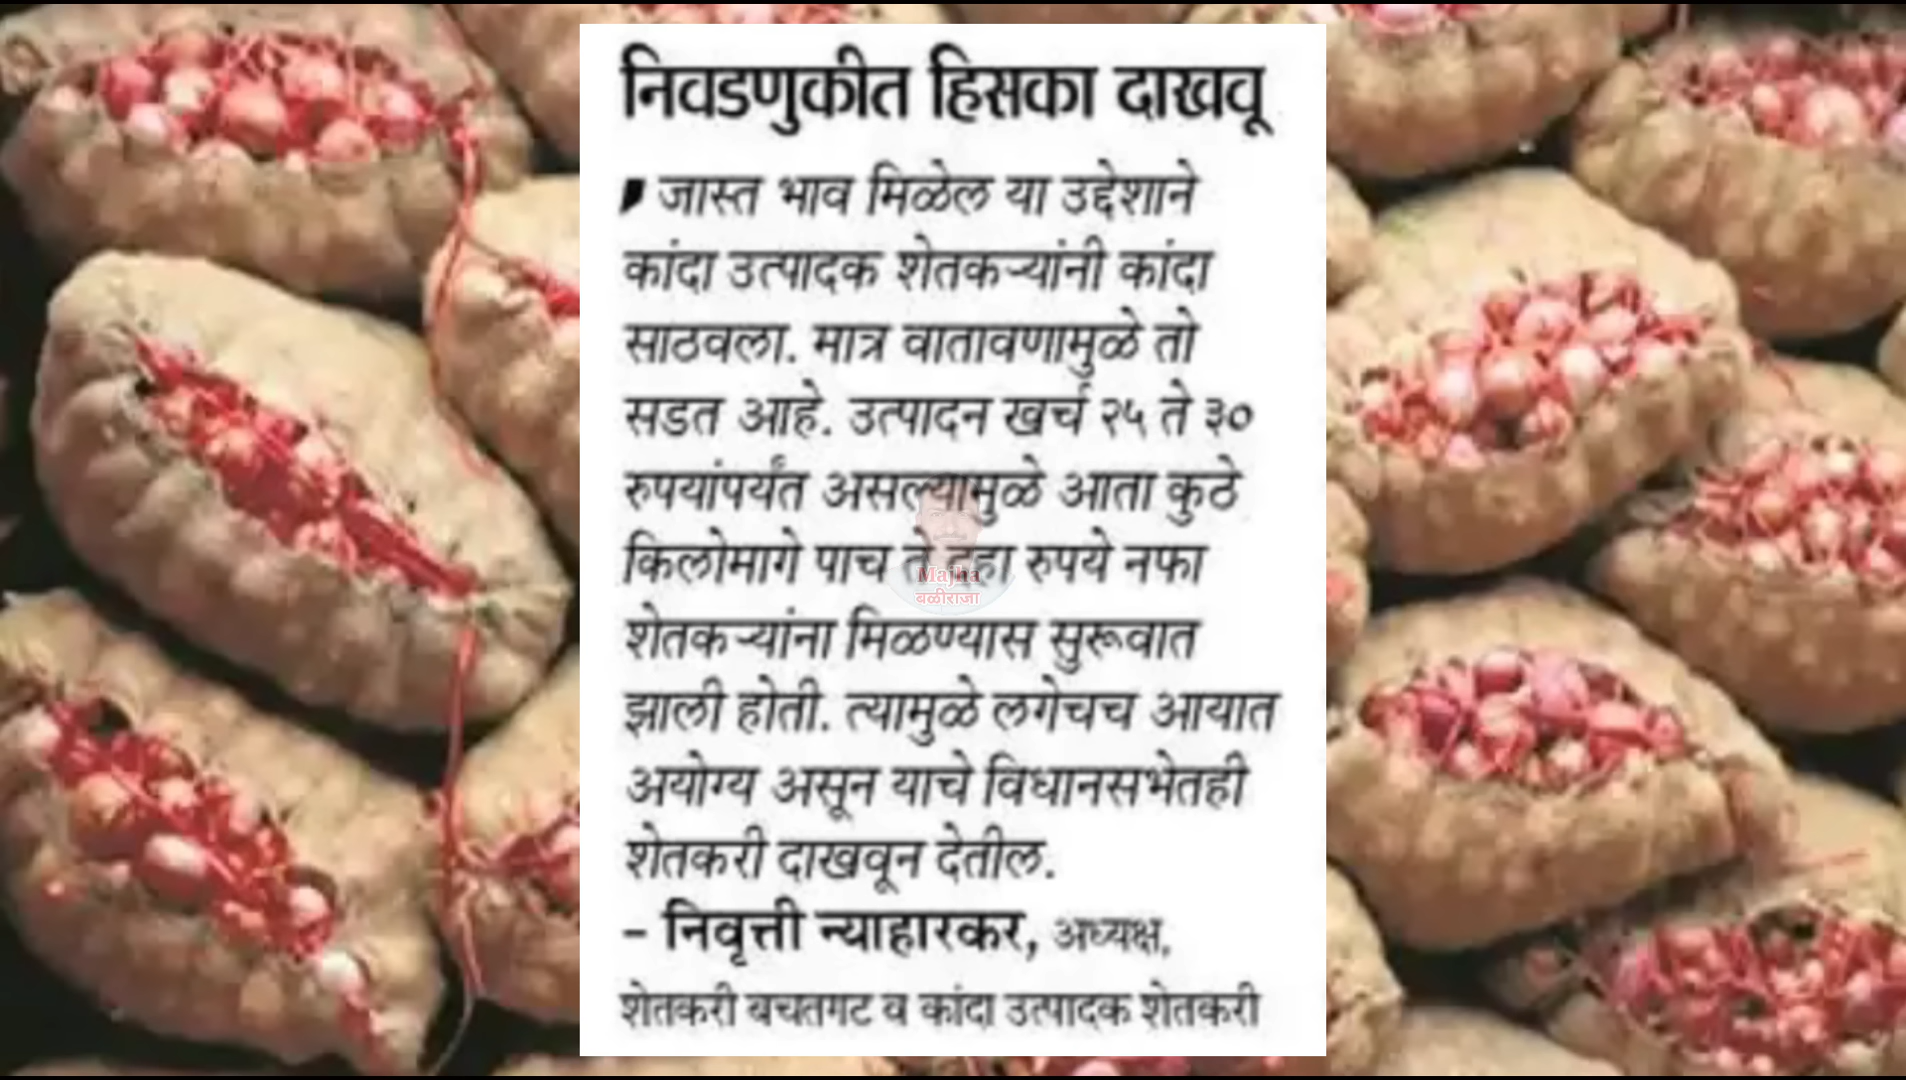 निवडणुकीत हिसका दाखवू
जास्त भाव मिळेल या उद्देशाने
कांदा उत्पादक शेतकऱ्यांनी कांदा
साठवला. मात्र वातावणामुळे तो
सडत आहे. उत्पादन खर्च २५ ते ३०
रुपयांपर्यंत असल्यामुळे आता कुठे
किलोमागे पाच ते दहा रुपये नफा
शेतकऱ्यांना मिळण्यास सुरूवात
झाली होती. त्यामुळे लगेचच आयात
अयोग्य असून याचे विधानसभेतही
शेतकरी दाखवून देतील.
– निवृत्ती न्याहारकर, अध्यक्ष,
शेतकरी बचतगट व कांदा उत्पादक शेतकरी
Majha
बळीराजा